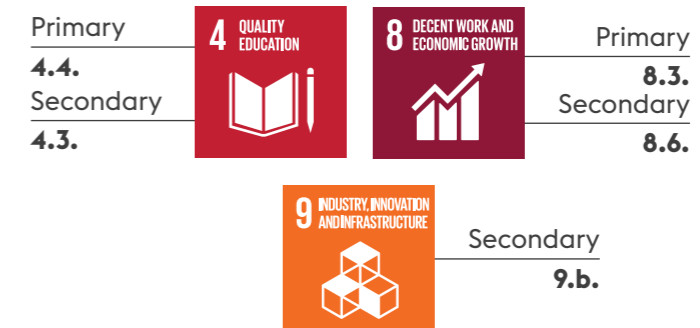 Primary
4.4.
Secondary
4.3.
4 QUALITY
EDUCATION
8 DECENT WORK AND
ECONOMIC GROWTH
Primary
8.3.
Secondary
8.6.
9 INDUSTRY, INNOVATION
AND INFRASTRUCTURE
Secondary
9.b.